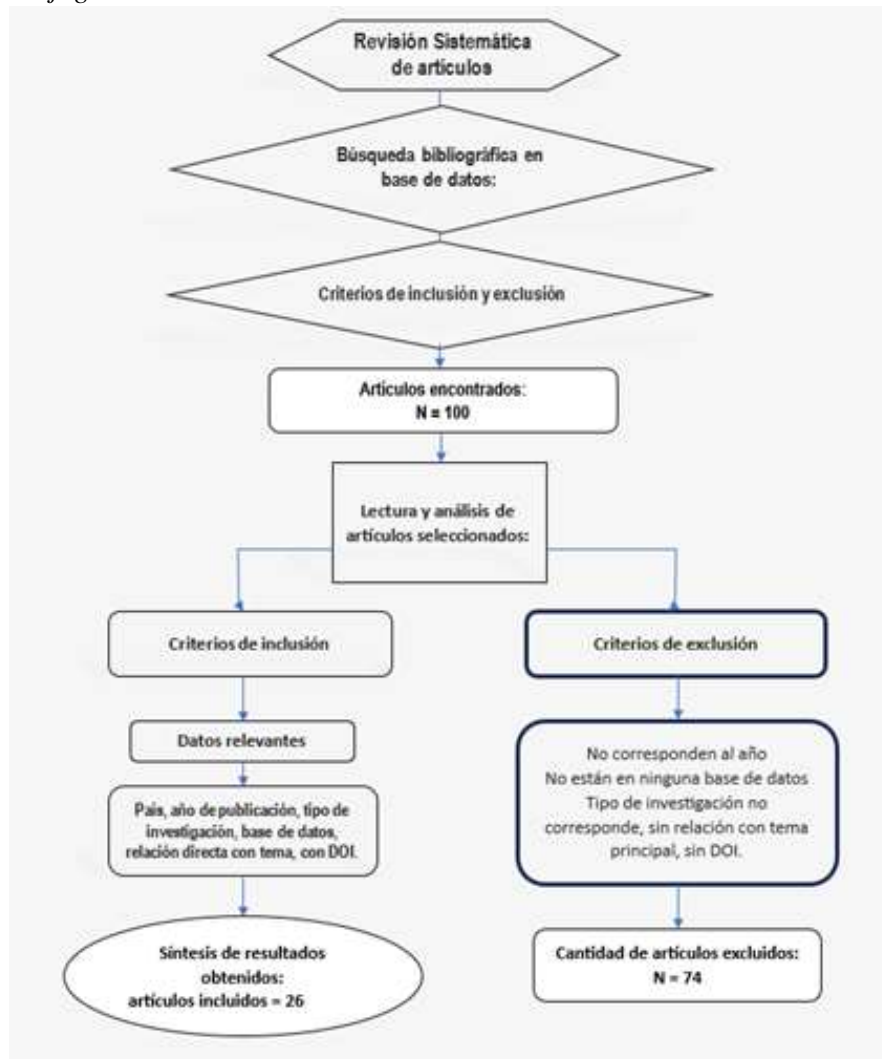 Revisión Sistemática
de artículos
Búsqueda bibliográfica en
base de datos:
Criterios de inclusión y exclusión
Artículos encontrados:
N = 100
Lectura y análisis de
artículos seleccionados:
Criterios de inclusión
Criterios de exclusión
Datos relevantes
País, año de publicación, tipo de
investigación, base de datos,
relación directa con tema, con DOI.
No corresponden al año
No están en ninguna base de datos
Tipo de investigación no
corresponde, sin relación con tema
principal, sin DOI.
Síntesis de resultados
obtenidos:
artículos incluidos = 26
Cantidad de artículos excluidos:
N = 74